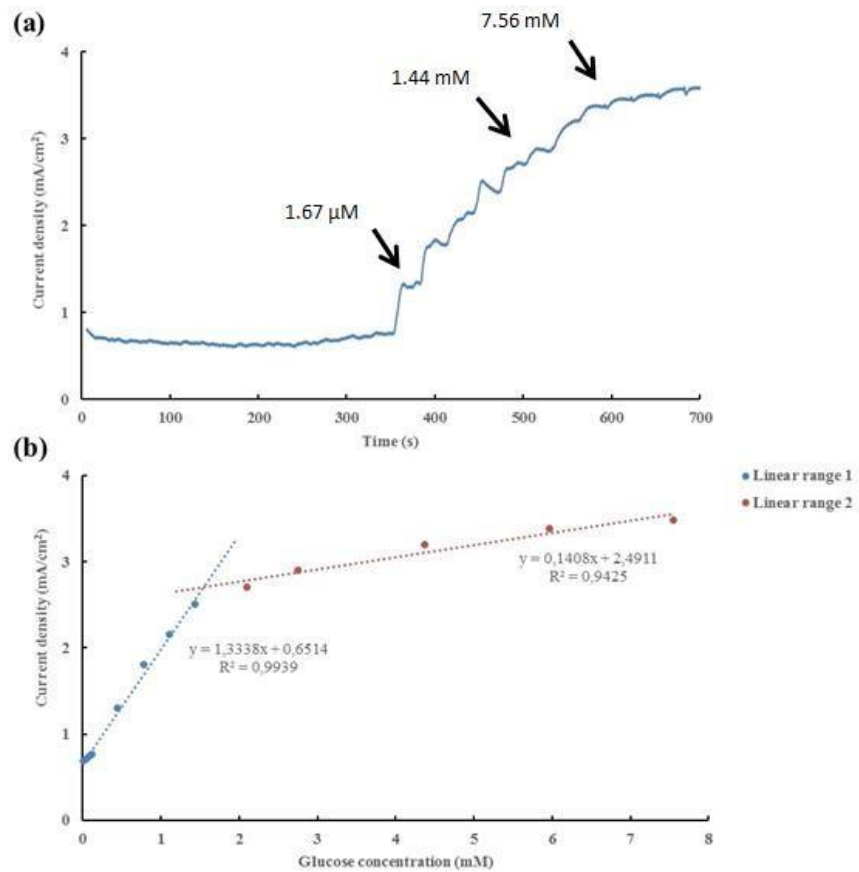 (a)
7.56 mM
1.44 mM
1.67 µM
4
3
2
1
0
Current density (mA/cm²)
0 100 200 300 400 500 600 700
Time (s)
(b)
Linear range 1
Linear range 2
4
3
2
1
0
Current density (mA/cm²)
y = 0,1408x + 2,4911
R² = 0,9425
y = 1,3338x + 0,6514
R² = 0,9939
0 1 2 3 4 5 6 7 8
Glucose concentration (mM)